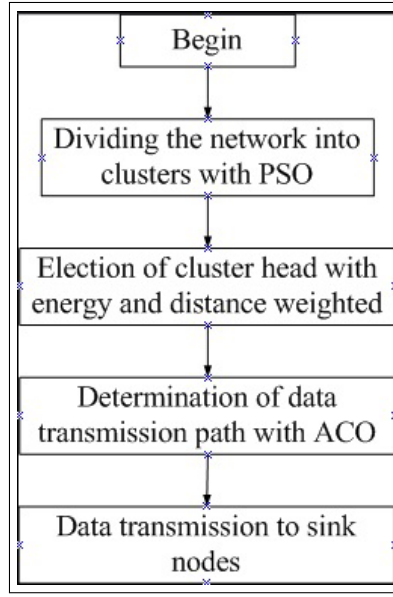 Begin
Dividing the network into
clusters with PSO
Election of cluster head with
energy and distance weighted
Determination of data
transmission path with ACO
Data transmission to sink
nodes